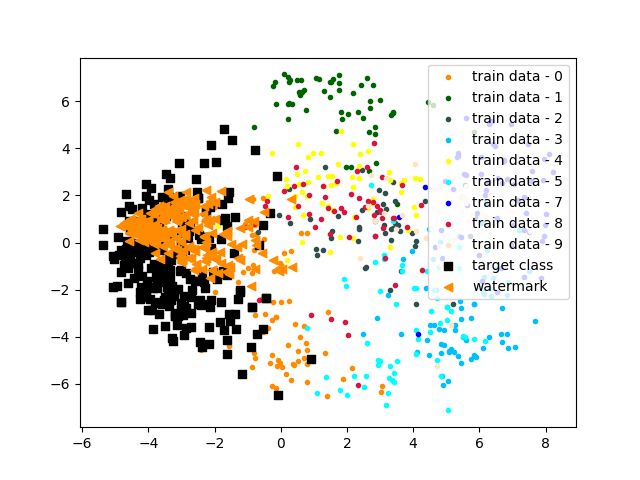 train data - 0
train data - 1
train data - 2
train data - 3
train data - 4
train data - 5
train data - 7
train data - 8
train data - 9
target class
watermark
6
4
2
0
−2
−4
−6
−6 −4 −2 0 2 4 6 8